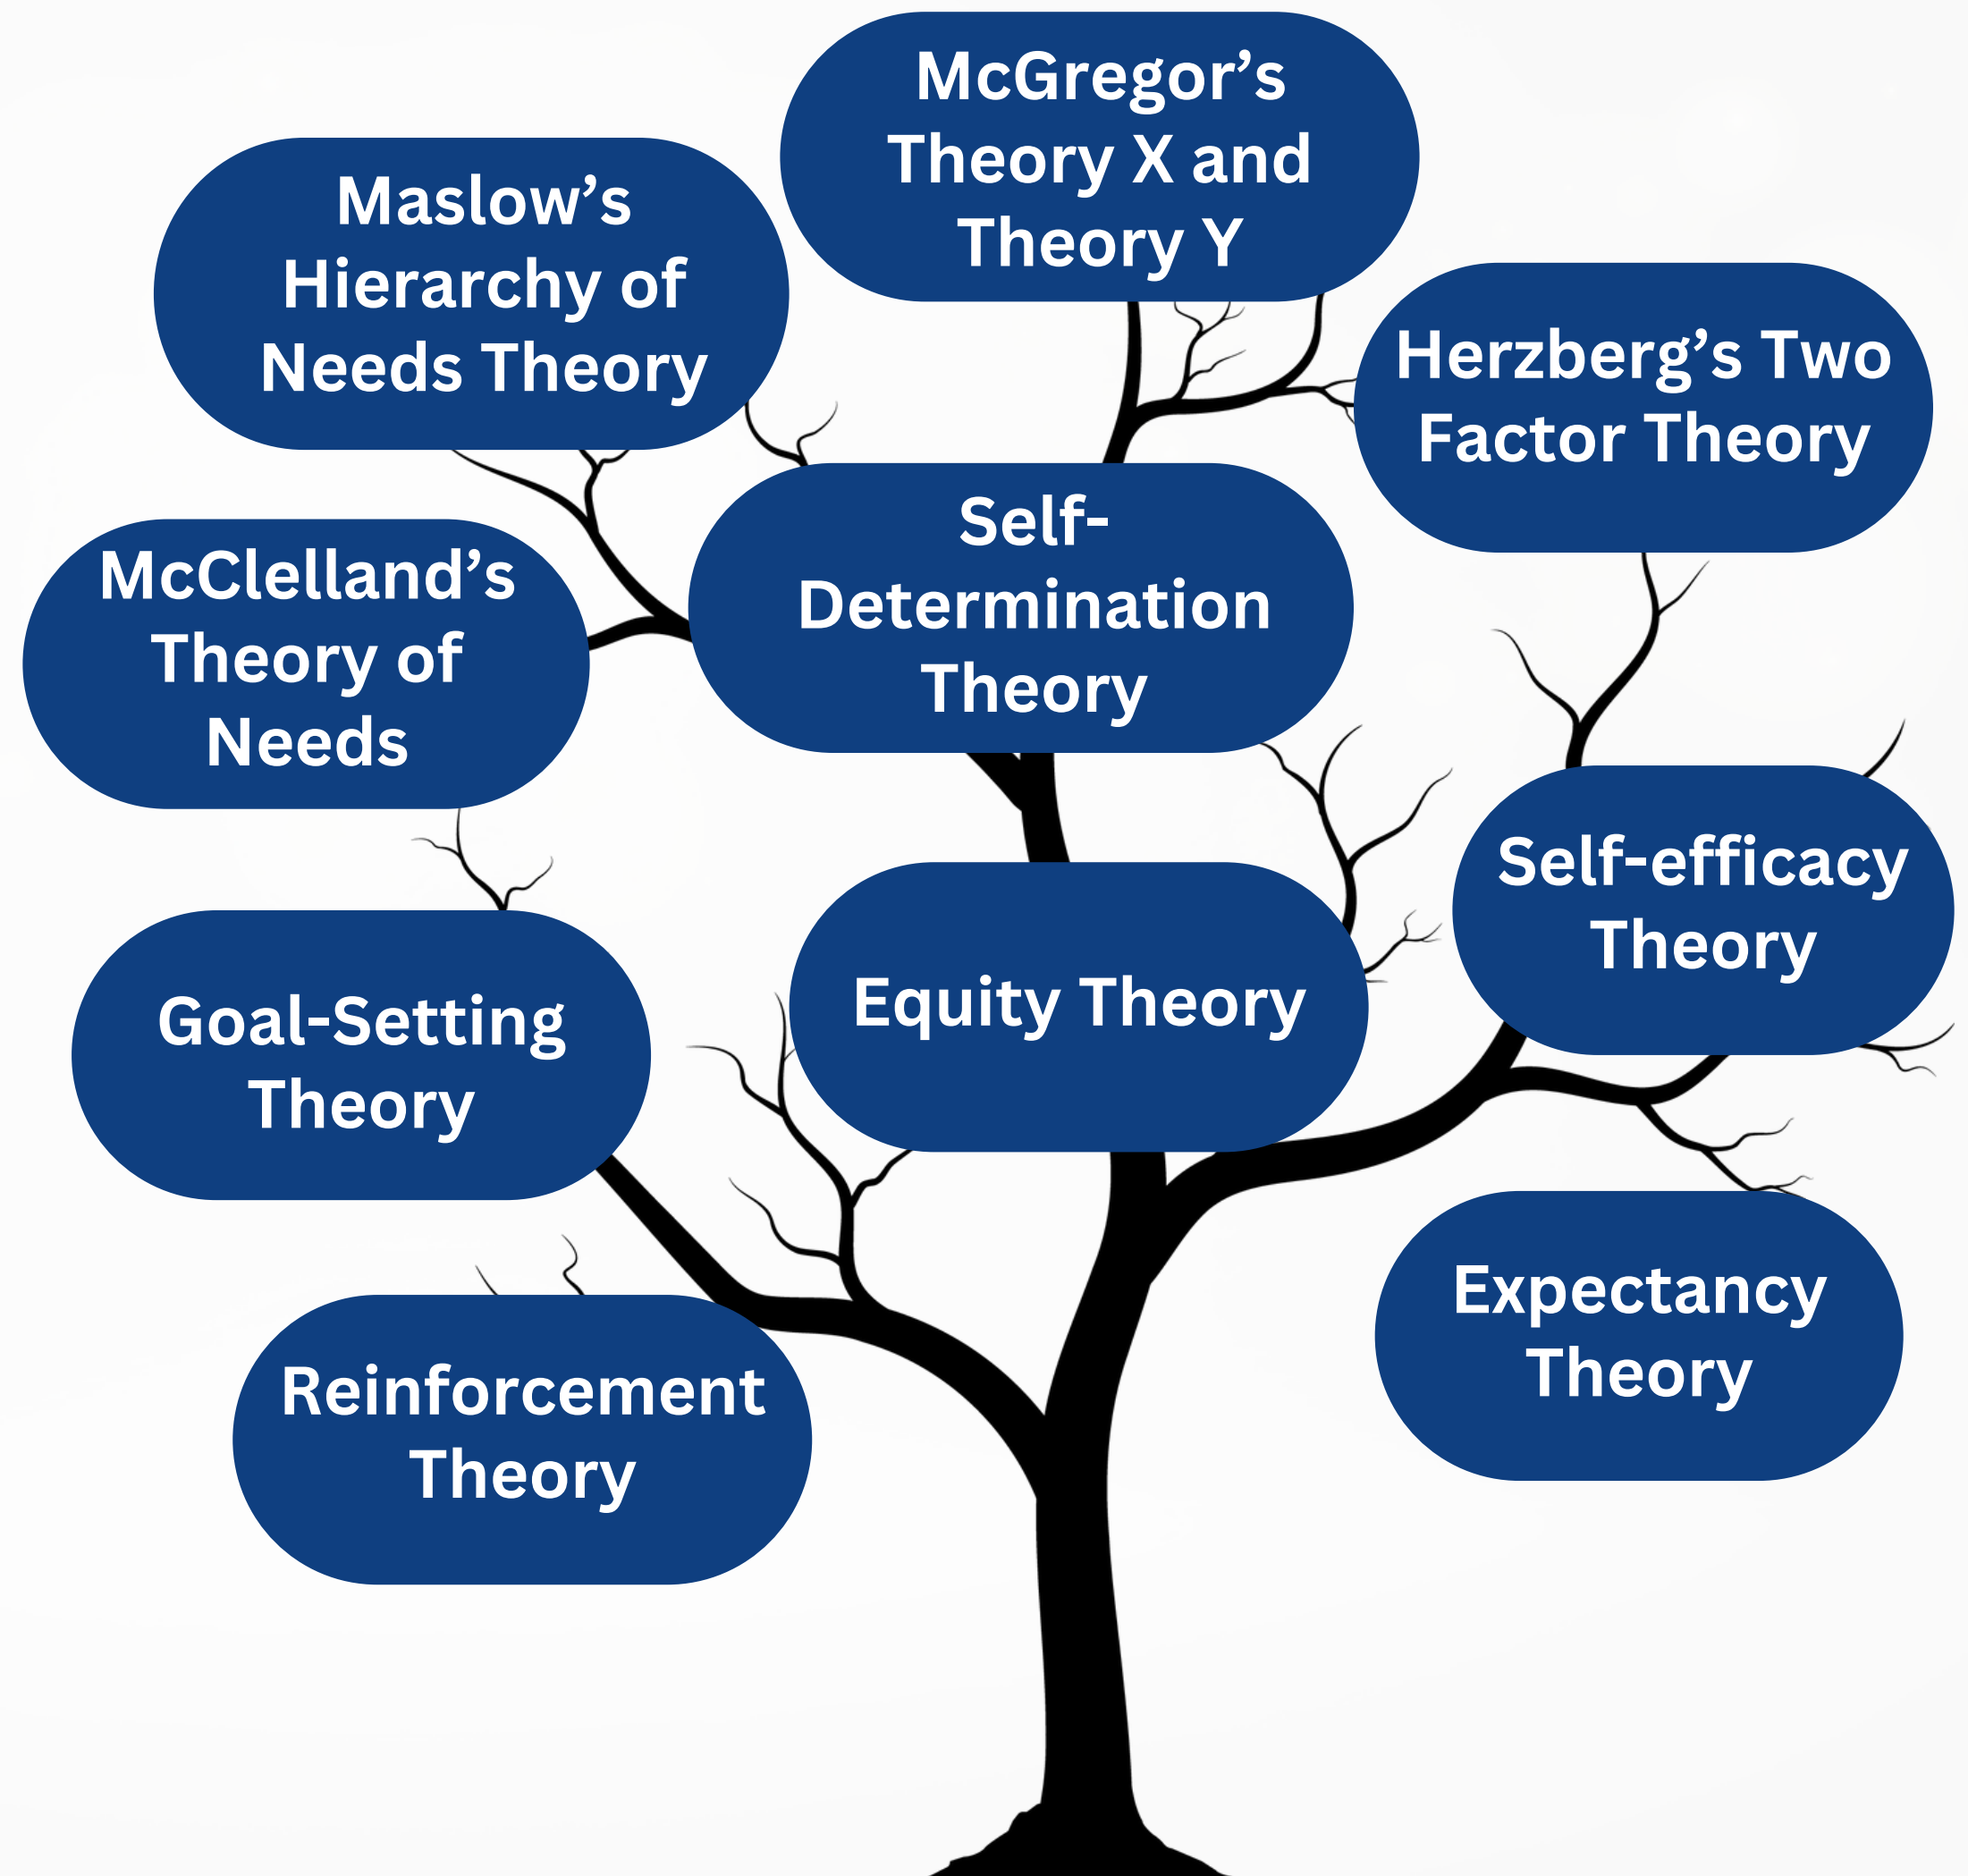 McGregor’s
Theory X and
Theory Y
Maslow’s
Hierarchy of
Needs Theory
Herzberg’s Two
Factor Theory
Self-
Determination
Theory
McClelland’s
Theory of
Needs
Self-efficacy
Theory
Equity Theory
Goal-Setting
Theory
Expectancy
Theory
Reinforcement
Theory